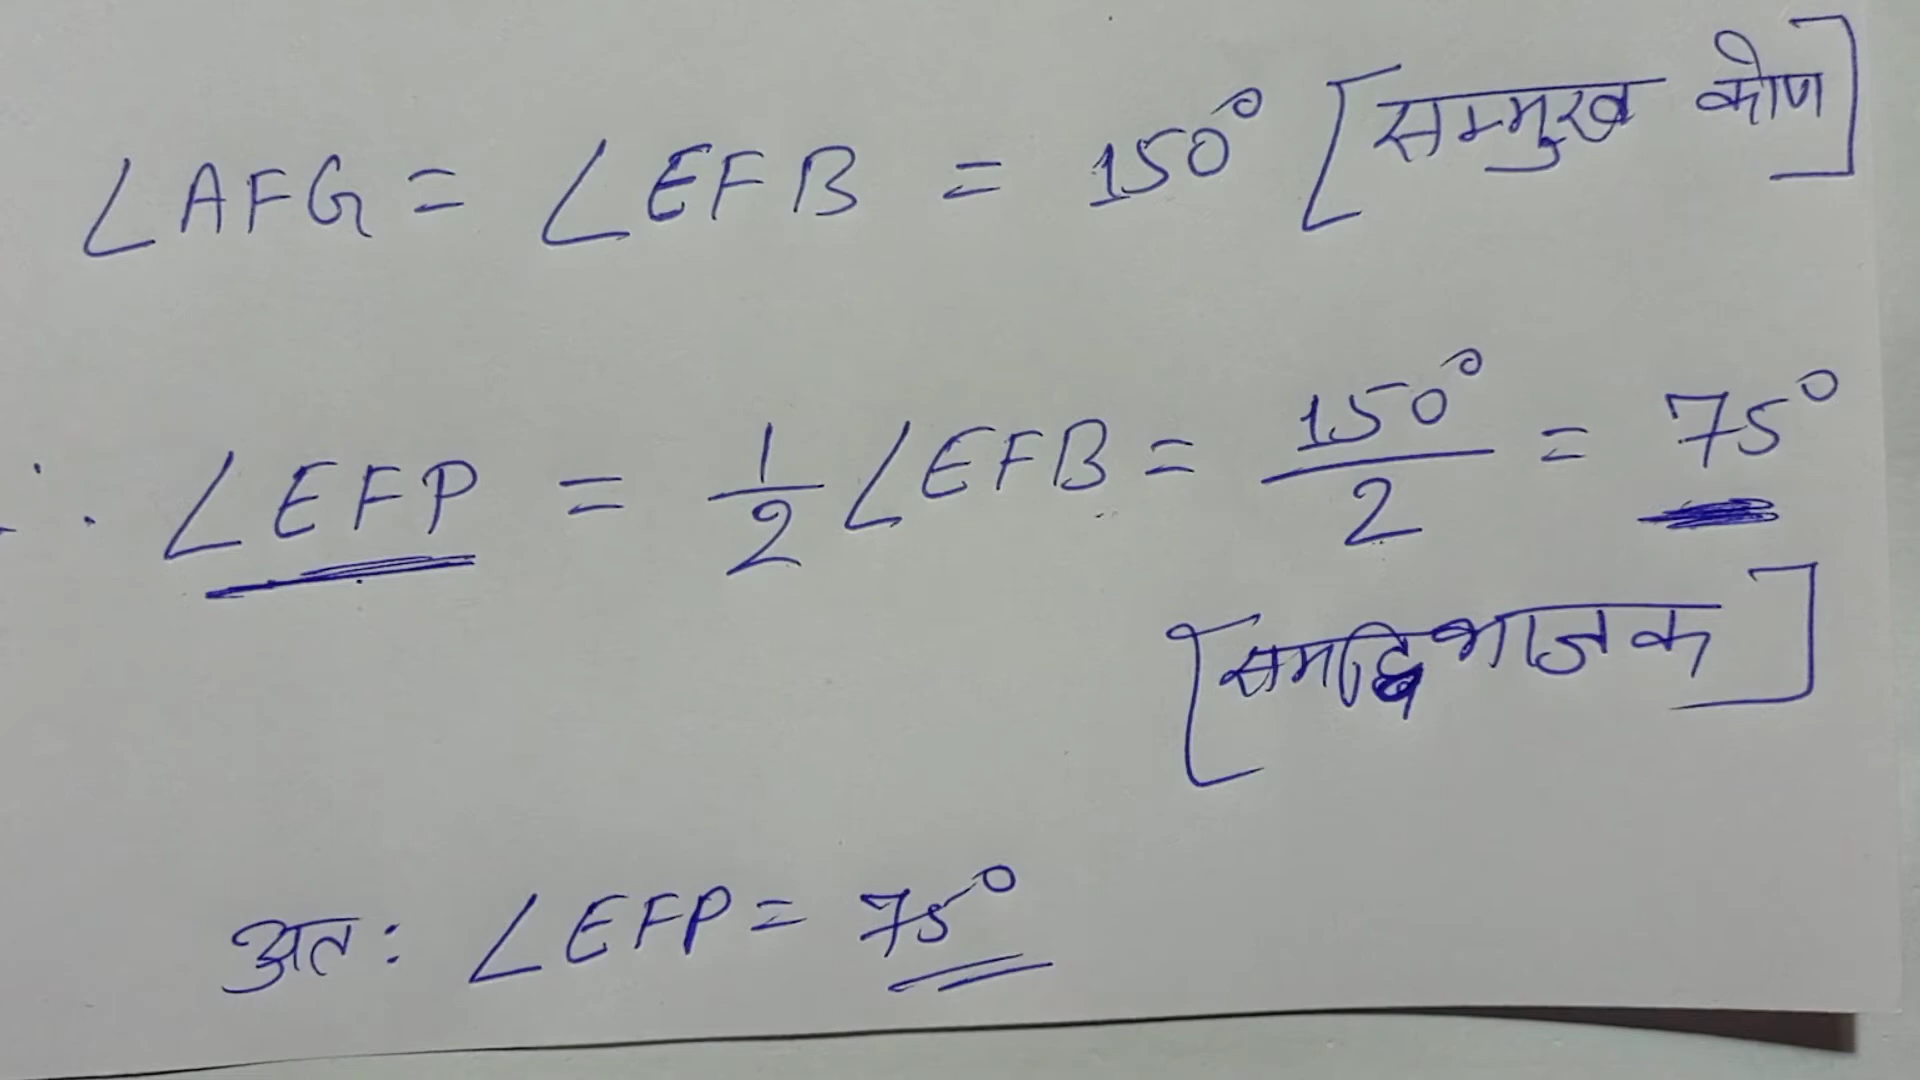 ∠AFG = ∠EFB = 150° [सम्मुख कोण]
∴ ∠EFP = 1/2 ∠EFB = 150°/2 = 75°
[समद्विभाजक]
अतः ∠EFP = 75°